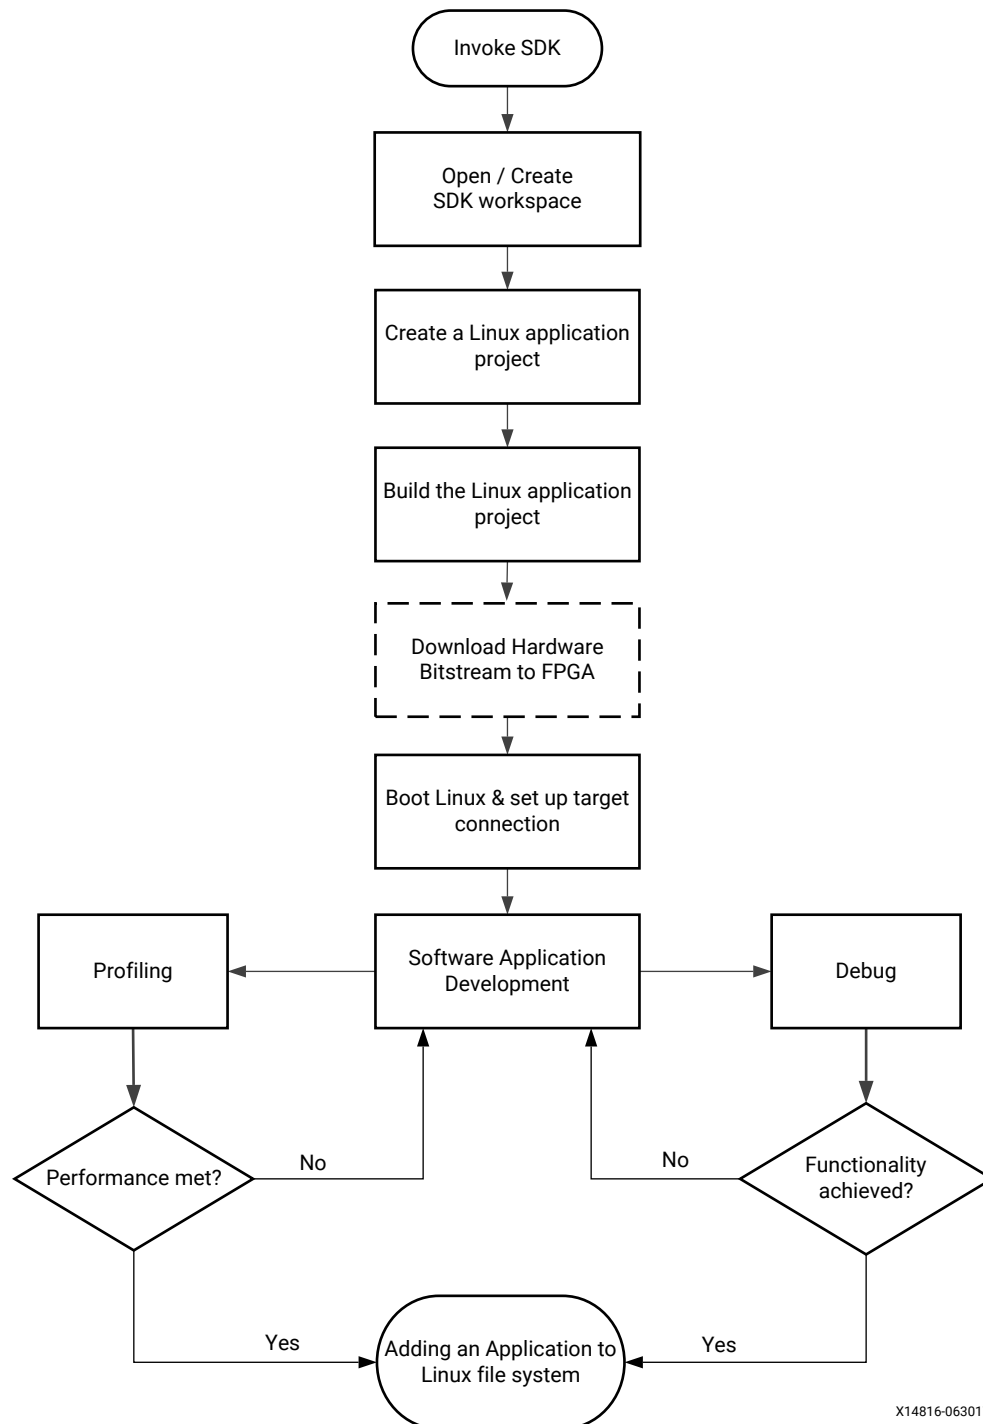 Invoke SDK
Open / Create
SDK workspace
Create a Linux application
project
Build the Linux application
project
Download Hardware
Bitstream to FPGA
Boot Linux & set up target
connection
Profiling
Software Application
Development
Debug
Performance met?
No
No
Functionality
achieved?
Yes
Adding an Application to
Linux file system
Yes
X14816-06301